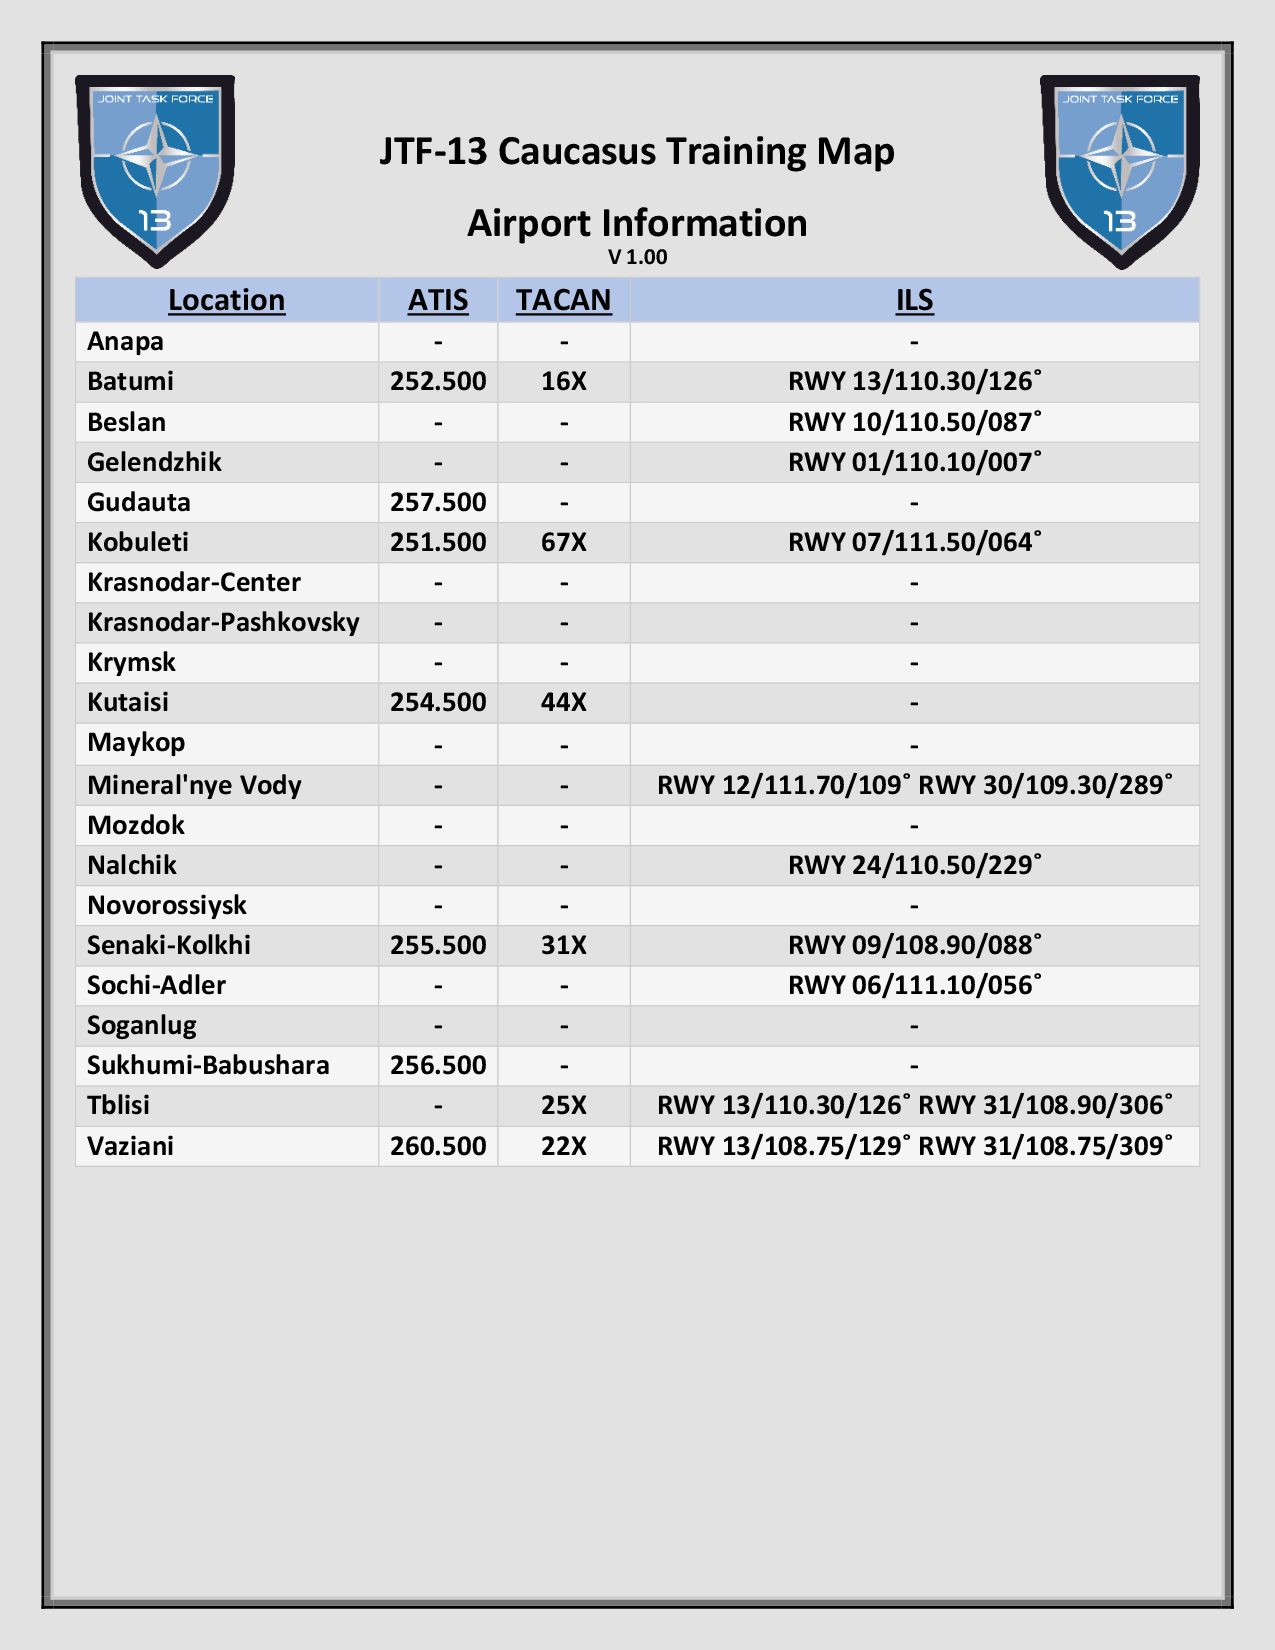 JOINT TASK FORCE
13
JOINT TASK FORCE
13
JTF-13 Caucasus Training Map
Airport Information
V 1.00
Location ATIS TACAN ILS
Anapa - - -
Batumi 252.500 16X RWY 13/110.30/126°
Beslan - - RWY 10/110.50/087°
Gelendzhik - - RWY 01/110.10/007°
Gudauta 257.500 - -
Kobuleti 251.500 67X RWY 07/111.50/064°
Krasnodar-Center - - -
Krasnodar-Pashkovsky - - -
Krymsk - - -
Kutaisi 254.500 44X -
Maykop - - -
Mineral'nye Vody - - RWY 12/111.70/109° RWY 30/109.30/289°
Mozdok - - -
Nalchik - - RWY 24/110.50/229°
Novorossiysk - - -
Senaki-Kolkhi 255.500 31X RWY 09/108.90/088°
Sochi-Adler - - RWY 06/111.10/056°
Soganlug - - -
Sukhumi-Babushara 256.500 - -
Tblisi - 25X RWY 13/110.30/126° RWY 31/108.90/306°
Vaziani 260.500 22X RWY 13/108.75/129° RWY 31/108.75/309°